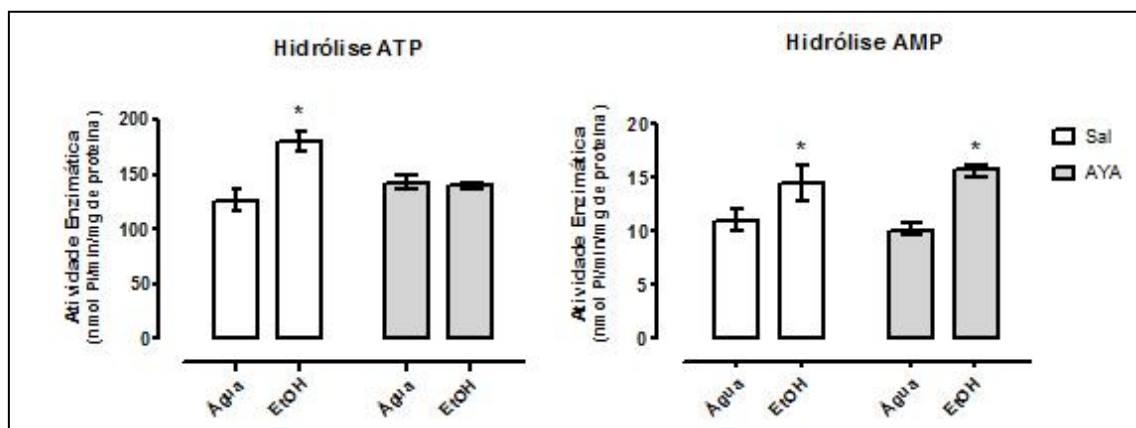 Hidrólise ATP
Atividade Enzimática
(nmol Pi/min/mg de proteína)
200
150
100
50
0
Água
EtOH
Água
EtOH
*
Hidrólise AMP
Atividade Enzimática
(nmol Pi/min/mg de proteína)
20
15
10
5
0
Água
EtOH
Água
EtOH
*
*
Sal
AYA